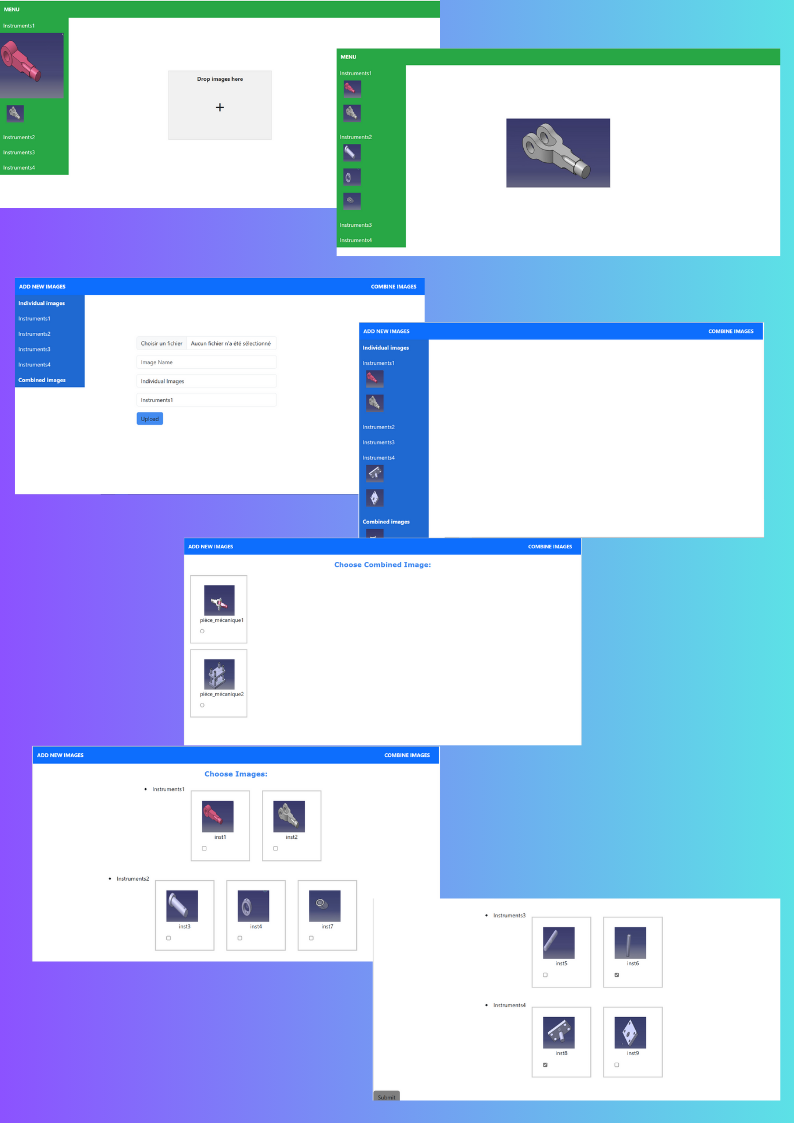 MENU
Instruments1
Drop images here
+
Instruments2
Instruments3
Instruments4
MENU
Instruments1
Instruments2
Instruments3
Instruments4
ADD NEW IMAGES COMBINE IMAGES
Individual images
Instruments1
Instruments2
Instruments3
Instruments4
Combined images
Choisir un fichier Aucun fichier n'a été sélectionné
Image Name
Individual Images
Instruments1
Upload
ADD NEW IMAGES COMBINE IMAGES
Individual images
Instruments1
Instruments2
Instruments3
Instruments4
Combined images
ADD NEW IMAGES COMBINE IMAGES
Choose Combined Image:
pièce_mécanique1
pièce_mécanique2
ADD NEW IMAGES COMBINE IMAGES
Choose Images:
Instruments1
inst1 inst2
Instruments2
inst3 inst4 inst7
Instruments3
inst5 inst6
Instruments4
inst8 inst9
Submit